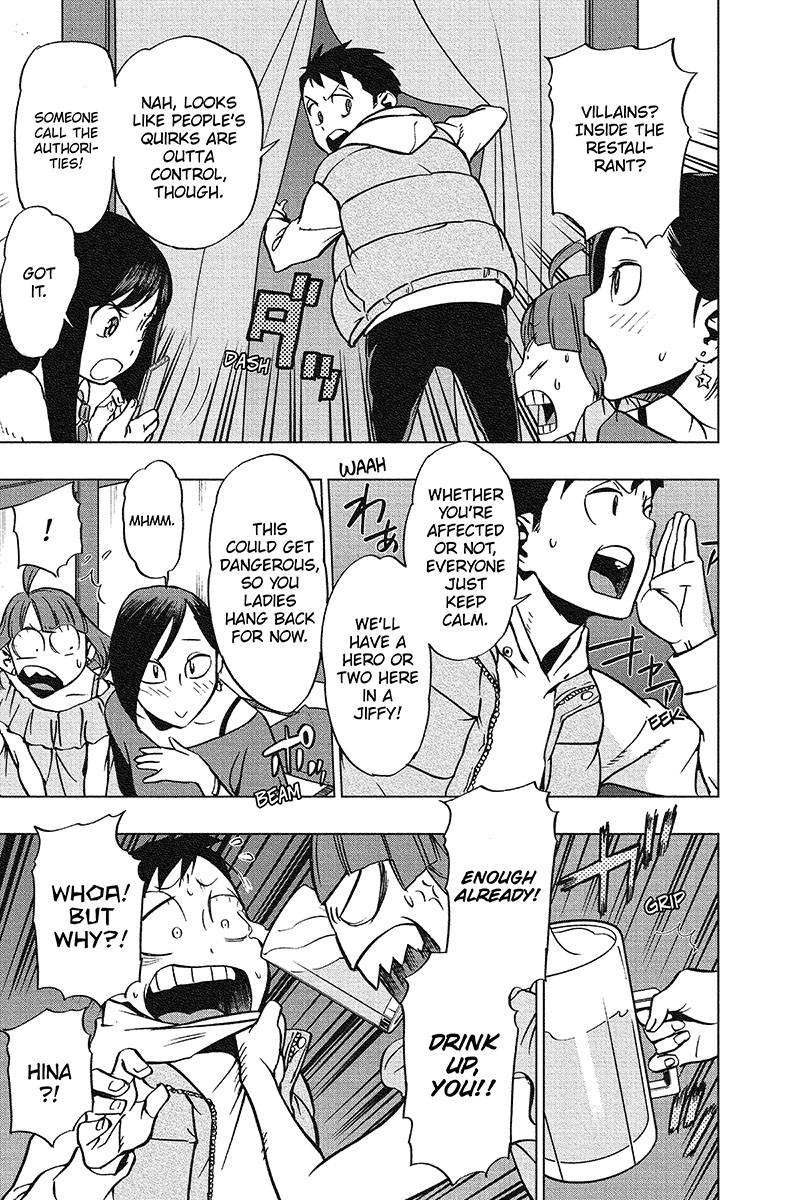 VILLAINS?
INSIDE THE
RESTAU-
RANT?
NAH, LOOKS
LIKE PEOPLE'S
QUIRKS ARE
OUTTA
CONTROL,
THOUGH.
SOMEONE
CALL THE
AUTHORI-
TIES!
GOT
IT.
ダダッ
DASH
WHETHER
YOU'RE
AFFECTED
OR NOT,
EVERYONE
JUST
KEEP
CALM.
WE'LL
HAVE A
HERO OR
TWO HERE
IN A
JIFFY!
わぁ
WAAH
キャー
EEK
THIS
COULD GET
DANGEROUS,
SO YOU
LADIES
HANG BACK
FOR NOW.
MHMM.
!
BEAM
GRIP
ENOUGH
ALREADY!
DRINK
UP,
YOU!!
WHOA!
BUT
WHY?!
HINA
?!